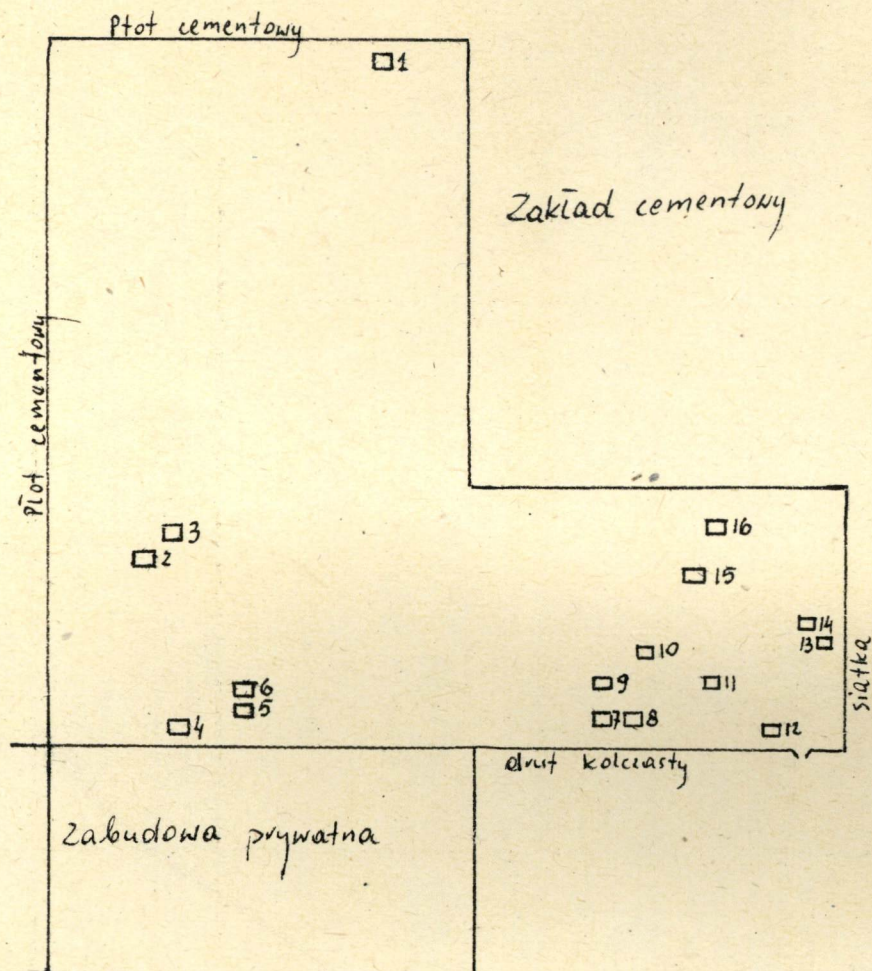 Płot cementowy
1
Zakład cementowy
Płot cementowy
3
2
16
15
14
13
10
9
11
6
5
4
7
8
12
siatka
drut kolczasty
Zabudowa prywatna